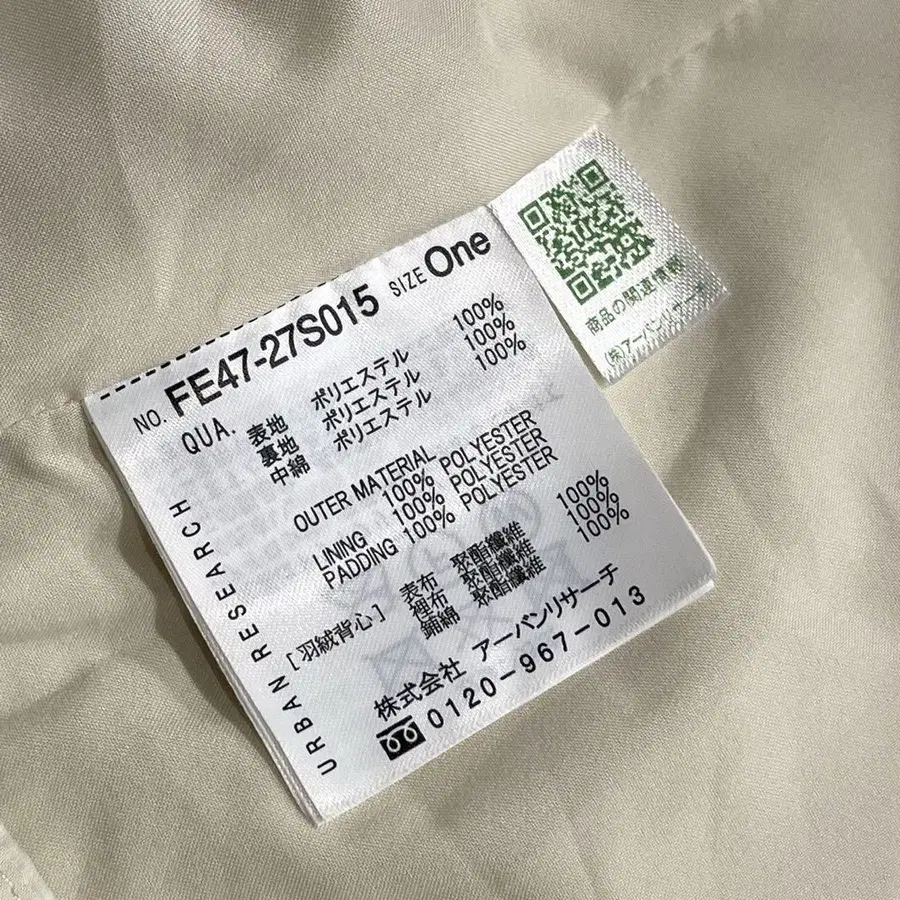 NO. FE47-27S015 SIZE One
QUA. 表地 ポリエステル 100%
裏地 ポリエステル 100%
中綿 ポリエステル 100%
OUTER MATERIAL
100% POLYESTER
LINING 100% POLYESTER
PADDING 100% POLYESTER
[羽絨背心] 表布 聚酯纖維 100%
裡布 聚酯纖維 100%
鋪綿 聚酯纖維 100%
株式会社 アーバンリサーチ
0120-967-013
URBAN RESEARCH
商品の関連情報
(株)アーバンリサーチ